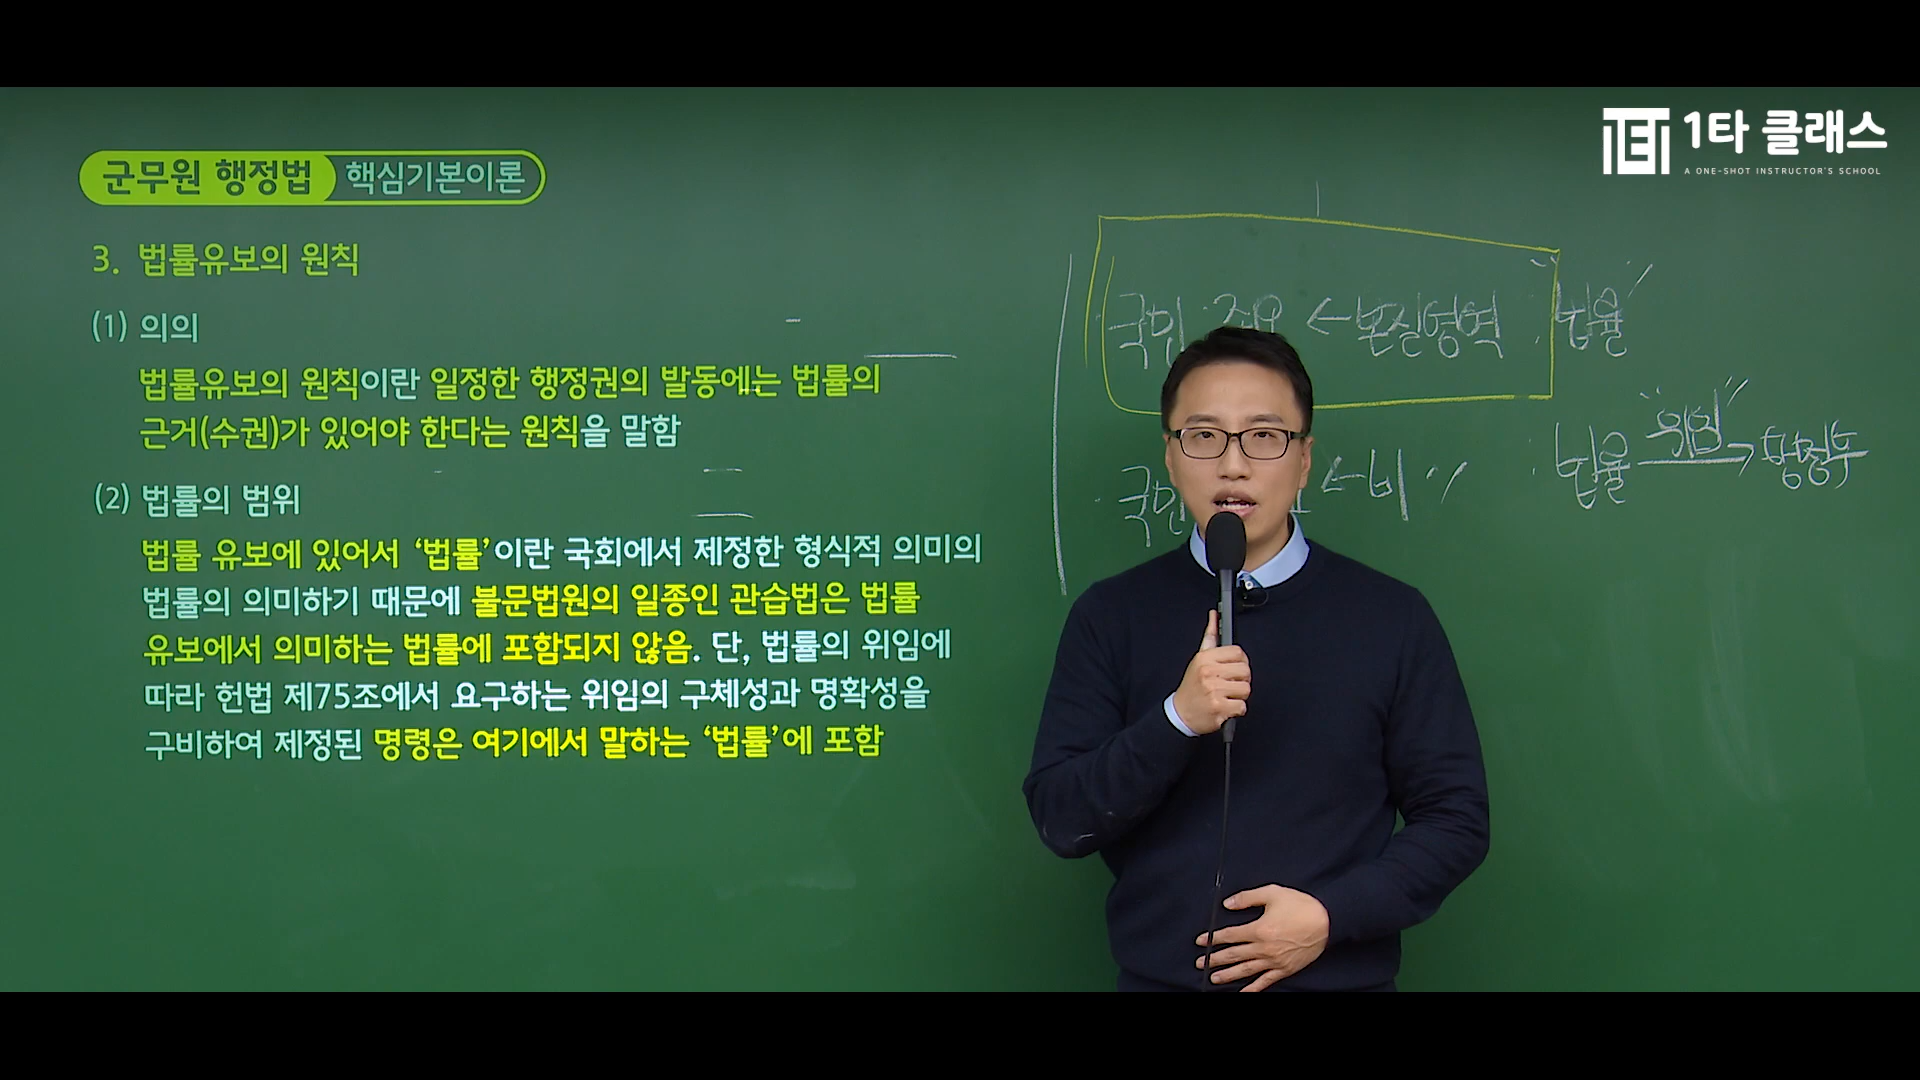 1타 클래스
A ONE-SHOT INSTRUCTOR'S SCHOOL
군무원 행정법 핵심기본이론
3. 법률유보의 원칙
(1) 의의
법률유보의 원칙이란 일정한 행정권의 발동에는 법률의
근거(수권)가 있어야 한다는 원칙을 말함
(2) 법률의 범위
법률 유보에 있어서 ‘법률’이란 국회에서 제정한 형식적 의미의
법률의 의미하기 때문에 불문법원의 일종인 관습법은 법률
유보에서 의미하는 법률에 포함되지 않음. 단, 법률의 위임에
따라 헌법 제75조에서 요구하는 위임의 구체성과 명확성을
구비하여 제정된 명령은 여기에서 말하는 ‘법률’에 포함
국민 ← 본질영역 : 법률
국민 ← 비 〃 : 법률 "위임" → 행정부